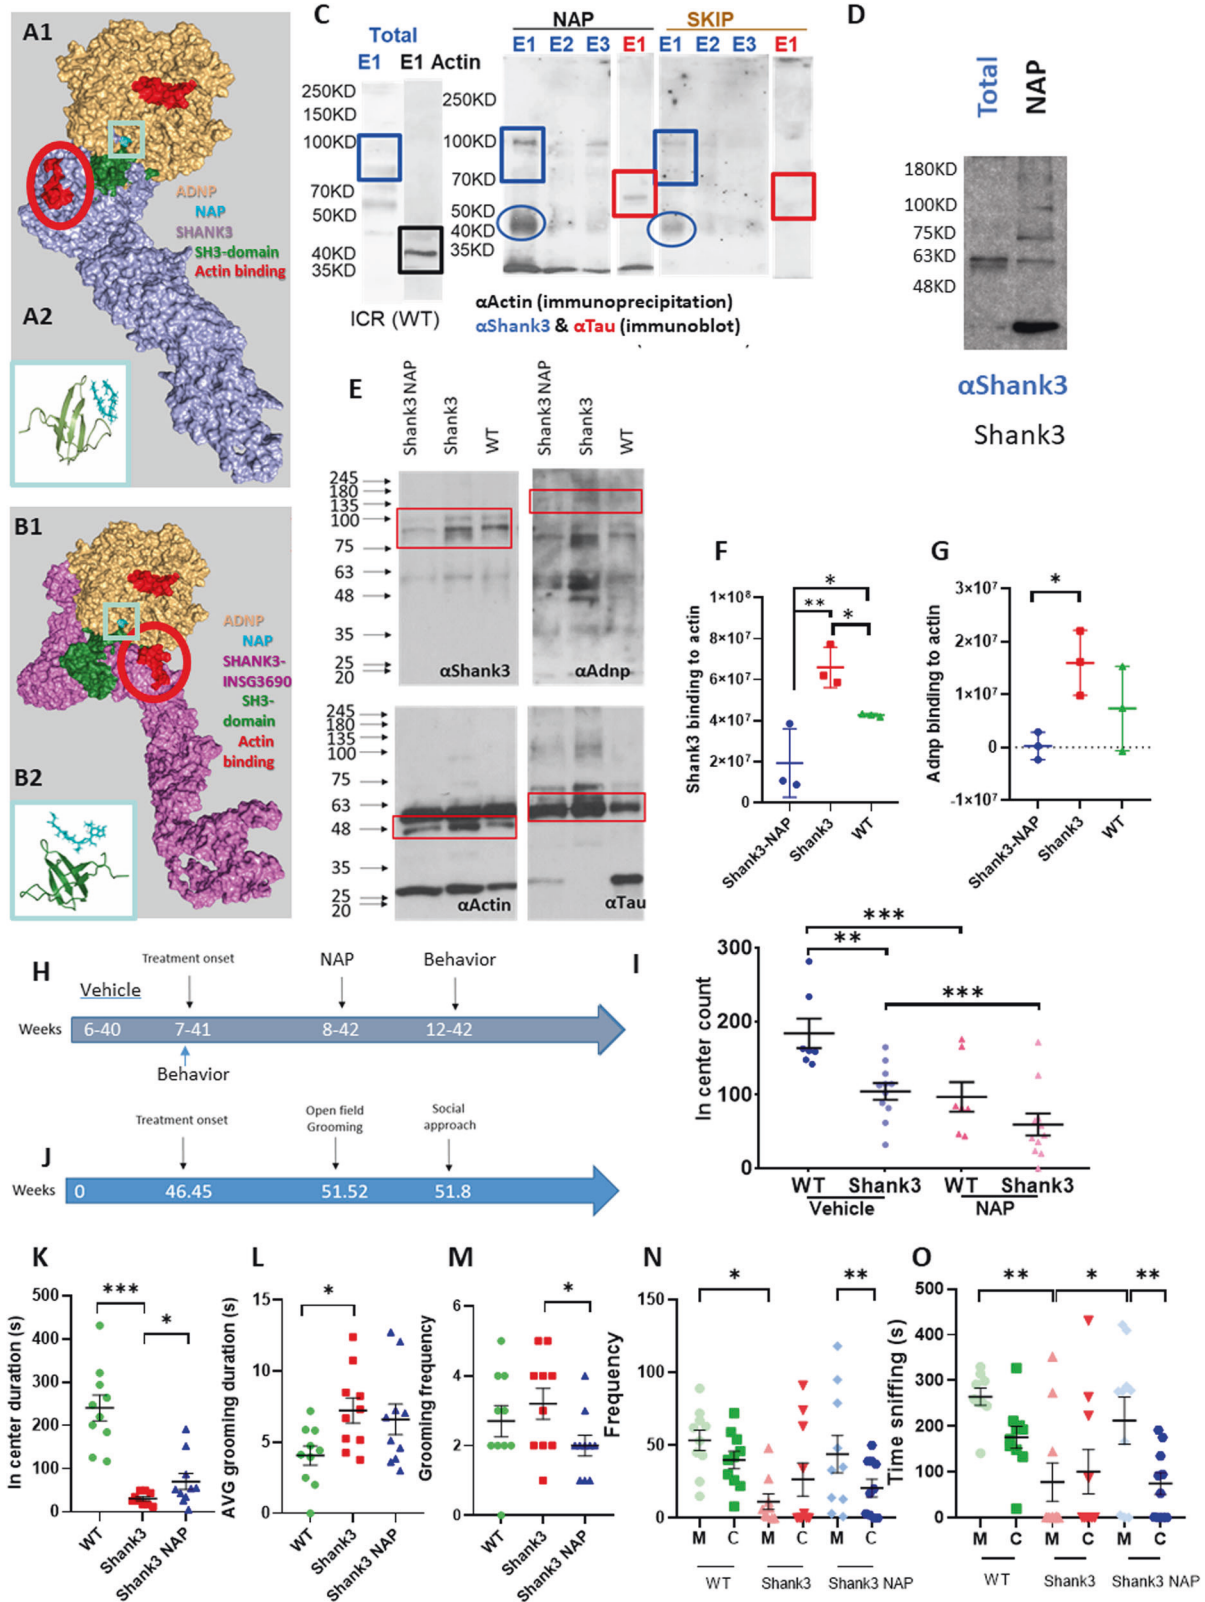 A1
ADNP
NAP
SHANK3
SH3-domain
Actin binding
A2
B1
ADNP
NAP
SHANK3-
INSG3690
SH3-
domain
Actin
binding
B2
C
Total
E1
E1 Actin
250KD
150KD
100KD
70KD
50KD
40KD
35KD
ICR (WT)
NAP
SKIP
E1 E2 E3 E1 E1 E2 E3 E1
250KD
100KD
70KD
50KD
40KD
35KD
αActin (immunoprecipitation)
αShank3 & αTau (immunoblot)
D
Total
NAP
180KD
100KD
75KD
63KD
48KD
αShank3
Shank3
E
Shank3 NAP
Shank3
WT
Shank3 NAP
Shank3
WT
245
180
135
100
75
63
48
35
25
20
αShank3
αAdnp
245
180
135
100
75
63
48
35
25
20
αActin
αTau
F
Shank3 binding to actin
1×10⁸
8×10⁷
6×10⁷
4×10⁷
2×10⁷
0
*
**
*
Shank3-NAP
Shank3
WT
G
Adnp binding to actin
3×10⁷
2×10⁷
1×10⁷
0
-1×10⁷
*
Shank3-NAP
Shank3
WT
H
Vehicle
Treatment onset
NAP
Behavior
Weeks
6-40
7-41
8-42
12-42
Behavior
I
In center count
300
200
100
0
***
**
***
WT Shank3 WT Shank3
Vehicle
NAP
J
Treatment onset
Open field
Grooming
Social
approach
Weeks
0
46.45
51.52
51.8
K
In center duration (s)
500
400
300
200
100
0
***
*
WT
Shank3
Shank3 NAP
L
AVG grooming duration (s)
15
10
5
0
*
WT
Shank3
Shank3 NAP
M
Grooming frequency
6
4
2
0
*
WT
Shank3
Shank3 NAP
N
Frequency
150
100
50
0
*
**
M C M C M C
WT
Shank3
Shank3 NAP
O
Time sniffing (s)
500
400
300
200
100
0
**
*
**
M C M C M C
WT
Shank3
Shank3 NAP